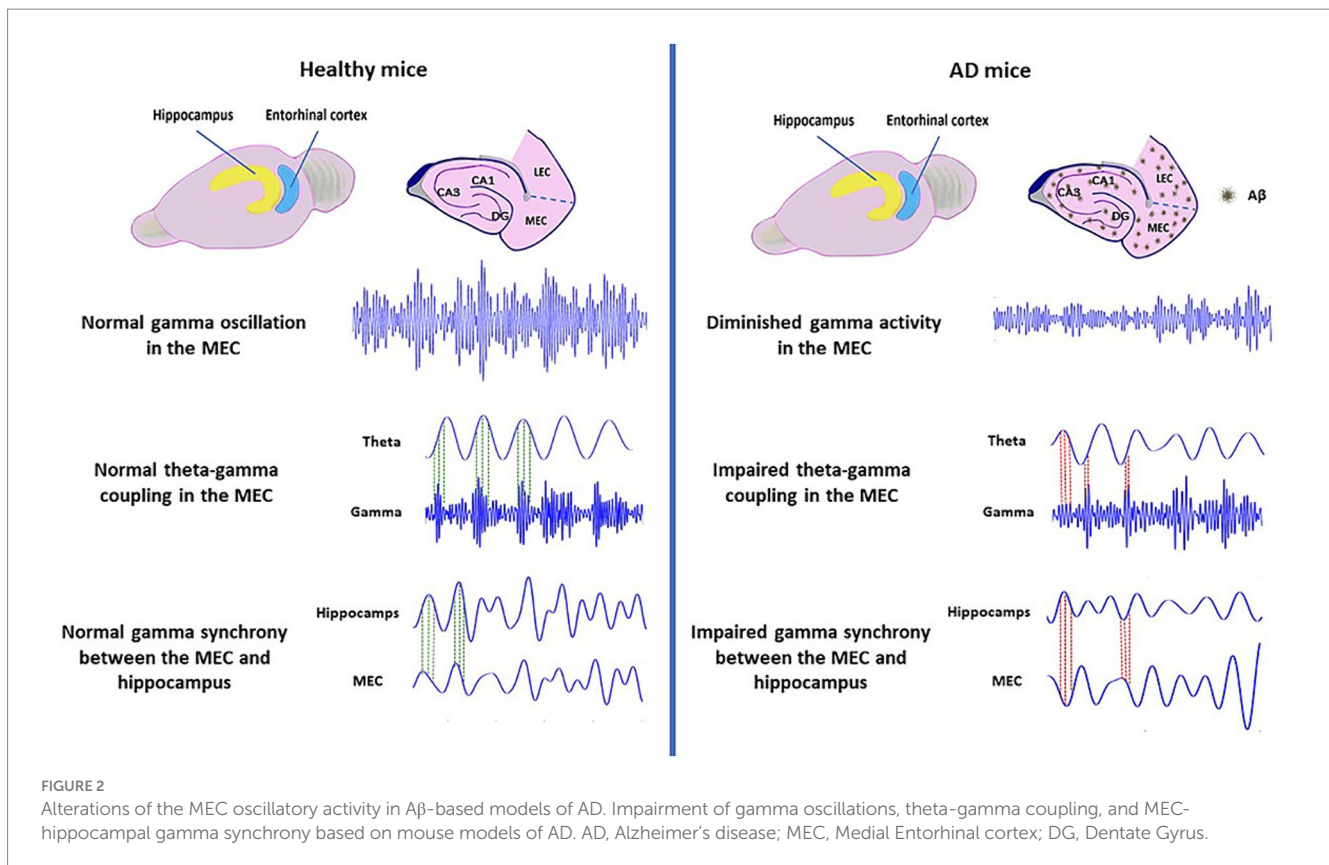 Healthy mice
Hippocampus
Entorhinal cortex
CA3
CA1
DG
LEC
MEC
Normal gamma oscillation
in the MEC
Normal theta-gamma
coupling in the MEC
Theta
Gamma
Normal gamma synchrony
between the MEC and
hippocampus
Hippocamps
MEC
AD mice
Hippocampus
Entorhinal cortex
CA3
CA1
DG
LEC
MEC
Aβ
Diminished gamma activity
in the MEC
Impaired theta-gamma
coupling in the MEC
Theta
Gamma
Impaired gamma synchrony
between the MEC and
hippocampus
Hippocamps
MEC
FIGURE 2
Alterations of the MEC oscillatory activity in Aβ-based models of AD. Impairment of gamma oscillations, theta-gamma coupling, and MEC-
hippocampal gamma synchrony based on mouse models of AD. AD, Alzheimer’s disease; MEC, Medial Entorhinal cortex; DG, Dentate Gyrus.